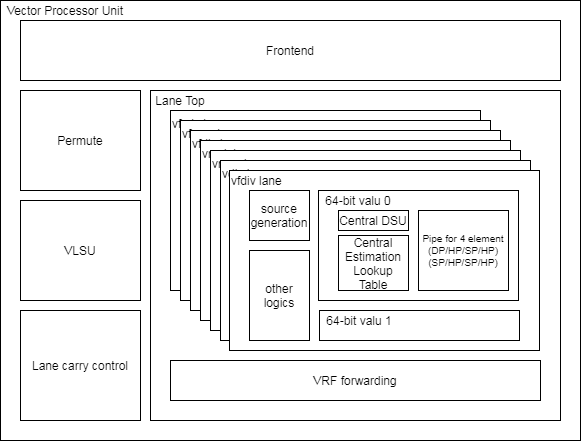 Vector Processor Unit
Frontend
Permute
VLSU
Lane carry control
Lane Top
vfdiv lane
source
generation
other
logics
64-bit valu 0
Central DSU
Central
Estimation
Lookup
Table
Pipe for 4 element
(DP/HP/SP/HP)
(SP/HP/SP/HP)
64-bit valu 1
VRF forwarding